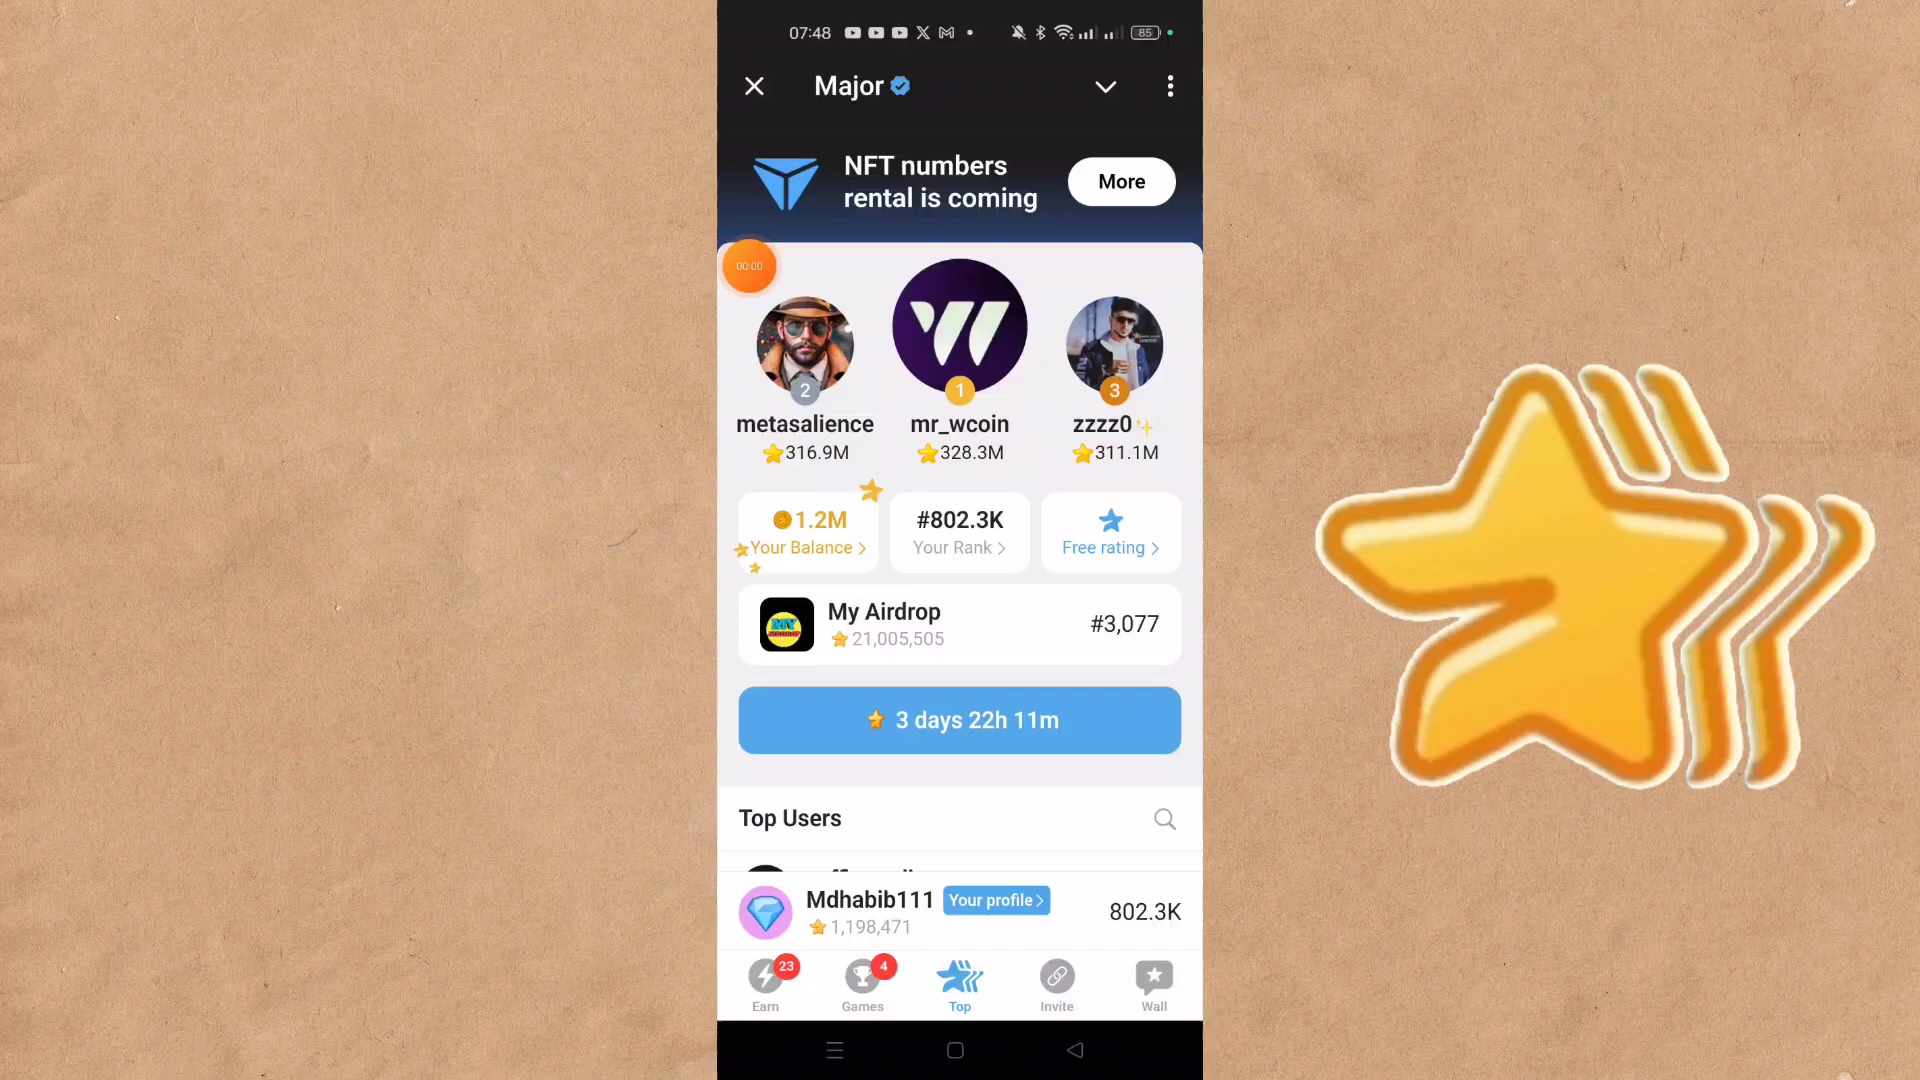 07:48
85
Major
NFT numbers
rental is coming
More
00:00
2
1
3
metasalience
mr_wcoin
zzzz0
316.9M
328.3M
311.1M
1.2M
#802.3K
Your Balance >
Your Rank >
Free rating >
MY
My Airdrop
21,005,505
#3,077
3 days 22h 11m
Top Users
Mdhabib111
Your profile >
1,198,471
802.3K
23
4
Earn
Games
Top
Invite
Wall